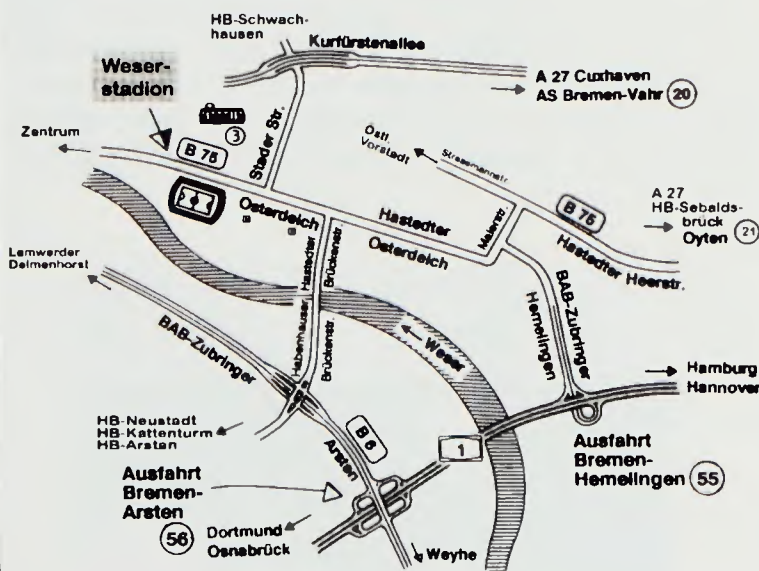 HB-Schwach-
hausen
Kurfürstenallee
Weser-
stadion
A 27 Cuxhaven
AS Bremen-Vahr 20
3
Stader Str.
Zentrum
B 75
Östl.
Vorstadt
Stresemannstr.
B 75
A 27
HB-Sebalds-
brück
Oyten 21
Osterdeich
Hastedter
Osterdeich
Malerstr.
Hastedter Heerstr.
Lemwerder
Delmenhorst
Hastedter
Brückenstr.
BAB-Zubringer
Hemelingen
BAB-Zubringer
Habenhauser
Brückenstr.
Weser
Hamburg
Hannover
HB-Neustadt
HB-Kattenturm
HB-Arsten
B 6
Arsten
1
Ausfahrt
Bremen-
Hemelingen 55
Ausfahrt
Bremen-
Arsten
56
Dortmund
Osnabrück
Weyhe